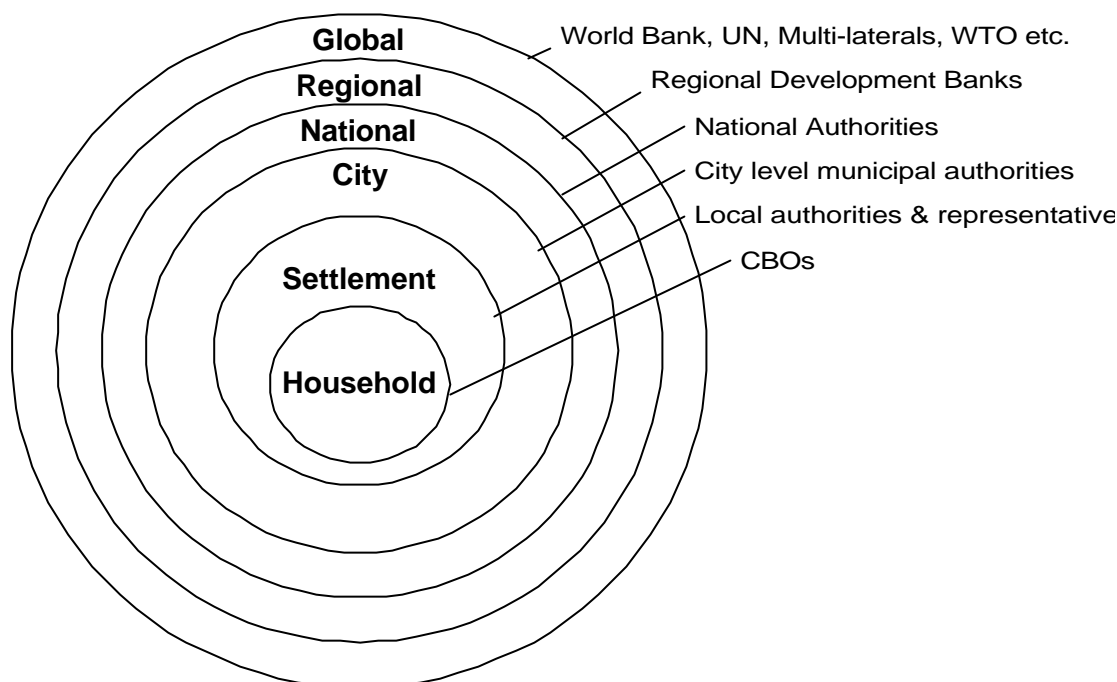 Global
World Bank, UN, Multi-laterals, WTO etc.
Regional
Regional Development Banks
National
National Authorities
City
City level municipal authorities
Local authorities & representative
Settlement
CBOs
Household